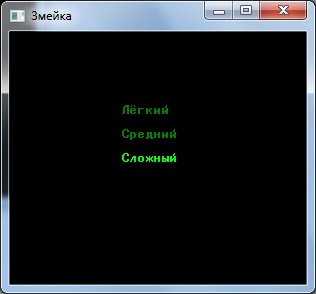 Змейка
Лёгкий
Средний
Сложный